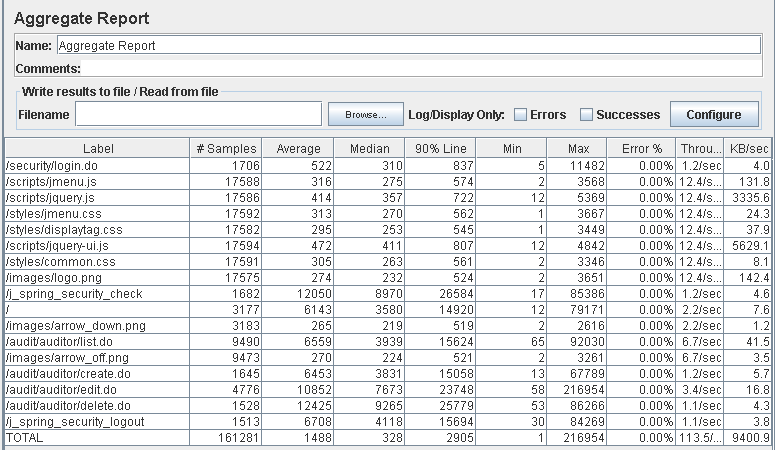 Aggregate Report
Name: Aggregate Report
Comments:
Write results to file / Read from file
Filename Browse... Log/Display Only: Errors Successes Configure
Label # Samples Average Median 90% Line Min Max Error % Throu... KB/sec
/security/login.do 1706 522 310 837 5 11482 0.00% 1.2/sec 4.0
/scripts/jmenu.js 17588 316 275 574 2 3568 0.00% 12.4/s... 131.8
/scripts/jquery.js 17586 414 357 722 12 5369 0.00% 12.4/s... 3335.6
/styles/jmenu.css 17592 313 270 562 1 3667 0.00% 12.4/s... 24.3
/styles/displaytag.css 17582 295 253 545 1 3449 0.00% 12.4/s... 37.9
/scripts/jquery-ui.js 17594 472 411 807 12 4842 0.00% 12.4/s... 5629.1
/styles/common.css 17591 305 263 561 2 3346 0.00% 12.4/s... 8.1
/images/logo.png 17575 274 232 524 2 3651 0.00% 12.4/s... 142.4
/j_spring_security_check 1682 12050 8970 26584 17 85386 0.00% 1.2/sec 4.6
/ 3177 6143 3580 14920 12 79171 0.00% 2.2/sec 7.6
/images/arrow_down.png 3183 265 219 519 2 2616 0.00% 2.2/sec 1.2
/audit/auditor/list.do 9490 6559 3939 15624 65 92030 0.00% 6.7/sec 41.5
/images/arrow_off.png 9473 270 224 521 2 3261 0.00% 6.7/sec 3.5
/audit/auditor/create.do 1645 6453 3831 15058 13 67789 0.00% 1.2/sec 5.7
/audit/auditor/edit.do 4776 10852 7673 23748 58 216954 0.00% 3.4/sec 16.8
/audit/auditor/delete.do 1528 12425 9265 25779 53 86266 0.00% 1.1/sec 4.3
/j_spring_security_logout 1513 6708 4118 15694 30 84269 0.00% 1.1/sec 3.8
TOTAL 161281 1488 328 2905 1 216954 0.00% 113.5/... 9400.9